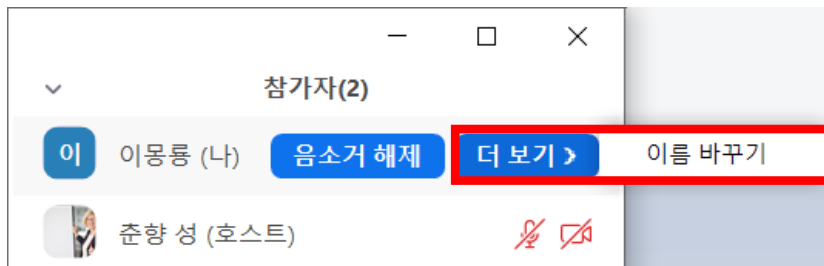 참가자(2)
이 이몽룡 (나) 음소거 해제 더 보기 › 이름 바꾸기
춘향 성 (호스트)